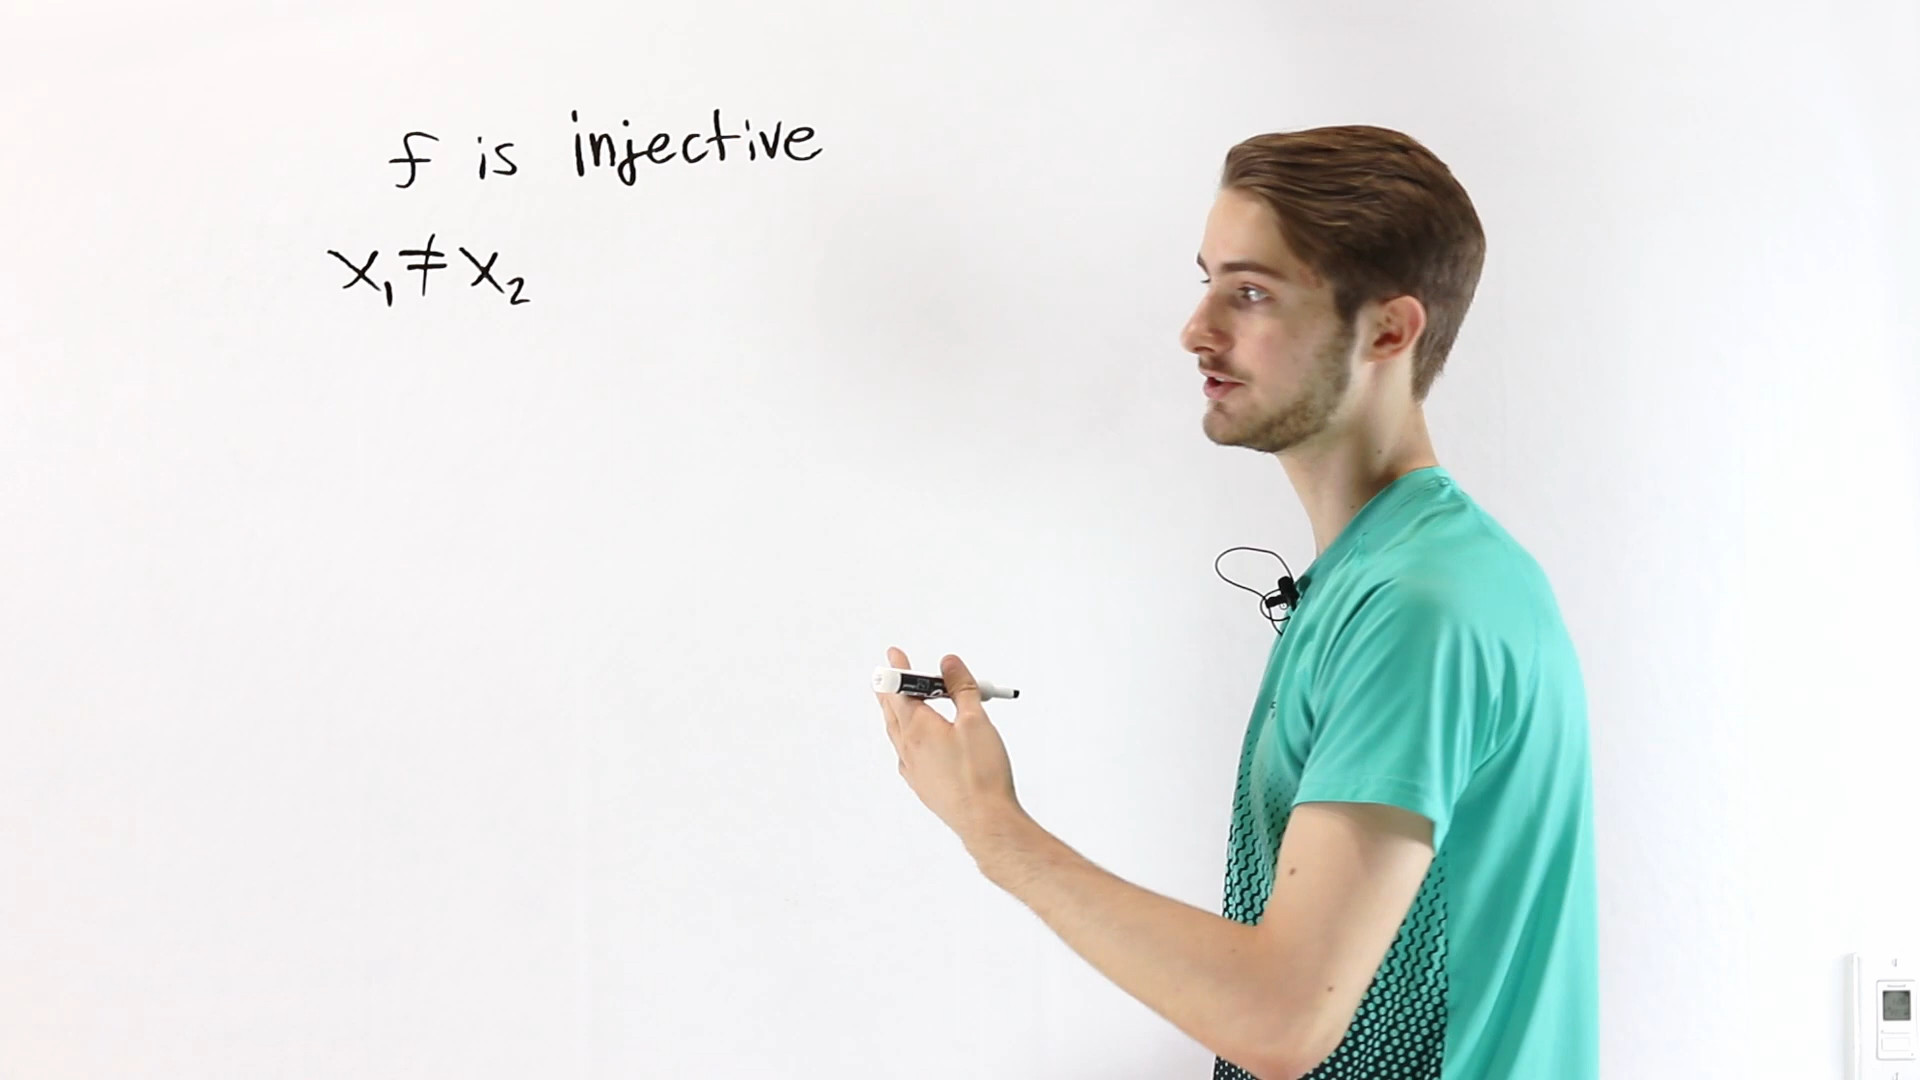 f is injective
x₁ ≠ x₂